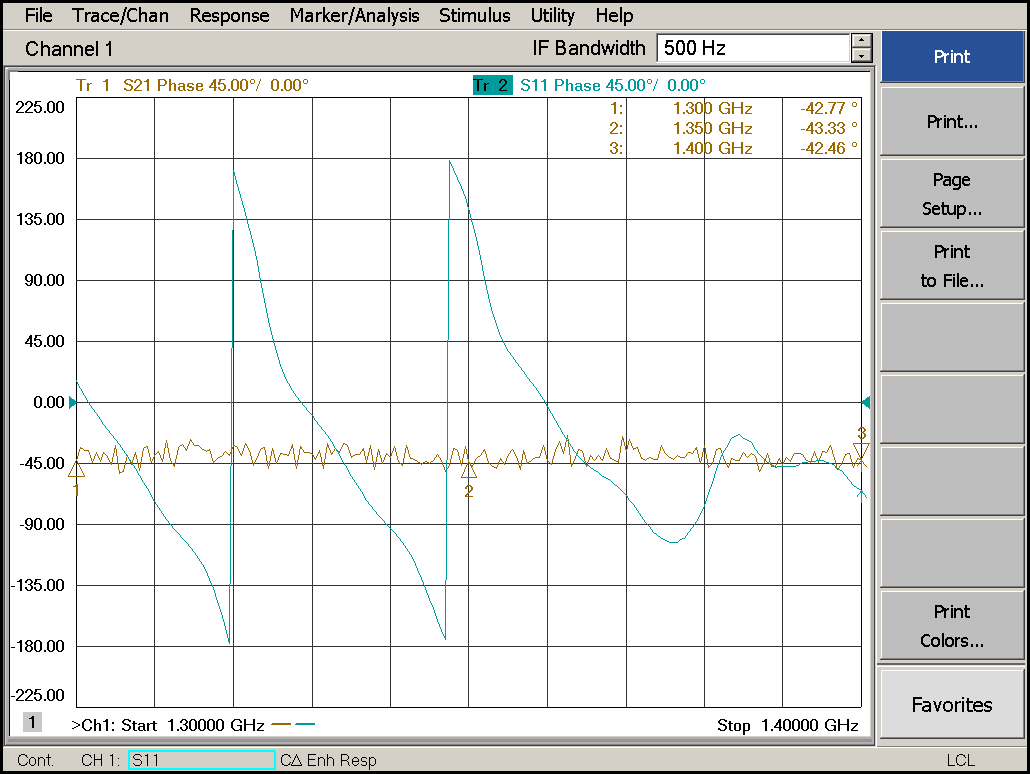 File Trace/Chan Response Marker/Analysis Stimulus Utility Help
Channel 1 IF Bandwidth 500 Hz
Tr 1 S21 Phase 45.00°/ 0.00° Tr 2 S11 Phase 45.00°/ 0.00°
1: 1.300 GHz -42.77 °
2: 1.350 GHz -43.33 °
3: 1.400 GHz -42.46 °
225.00
180.00
135.00
90.00
45.00
0.00
-45.00
-90.00
-135.00
-180.00
-225.00
1
2
3
1 >Ch1: Start 1.30000 GHz Stop 1.40000 GHz
Cont. CH 1: S11 C∆ Enh Resp LCL
Print
Print...
Page
Setup...
Print
to File...
Print
Colors...
Favorites